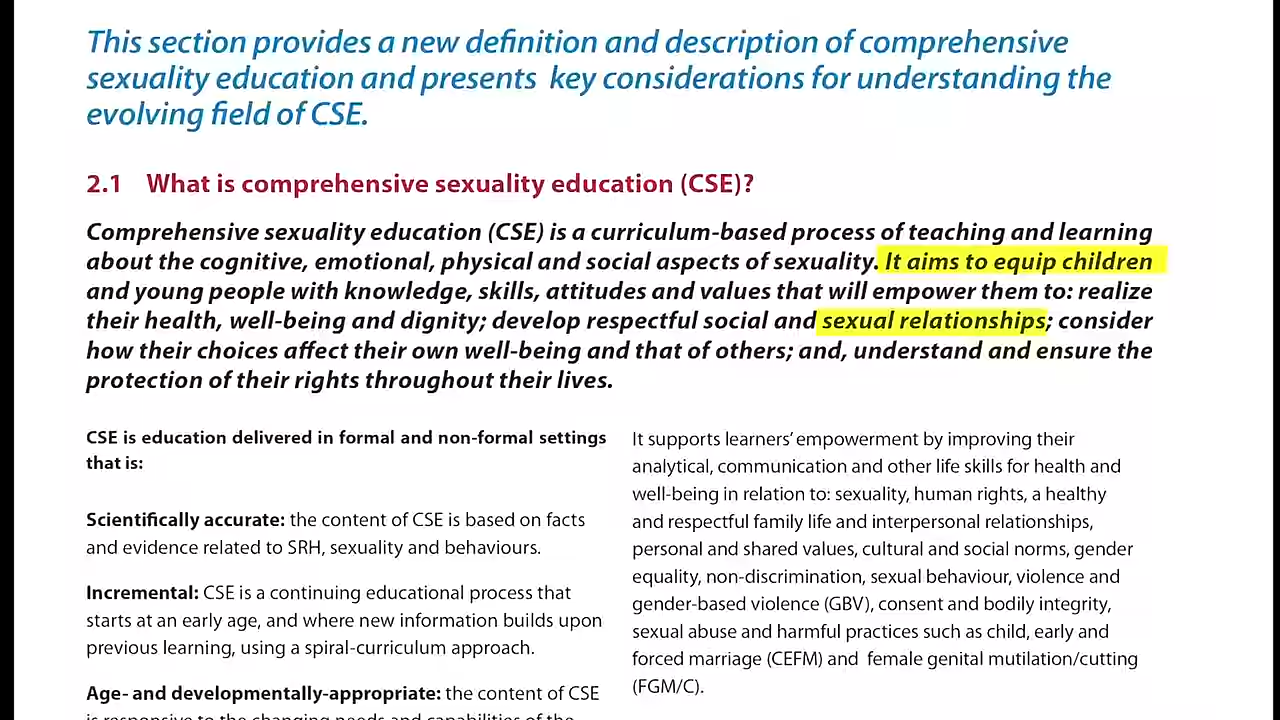 This section provides a new definition and description of comprehensive
sexuality education and presents key considerations for understanding the
evolving field of CSE.
2.1 What is comprehensive sexuality education (CSE)?
Comprehensive sexuality education (CSE) is a curriculum-based process of teaching and learning
about the cognitive, emotional, physical and social aspects of sexuality. It aims to equip children
and young people with knowledge, skills, attitudes and values that will empower them to: realize
their health, well-being and dignity; develop respectful social and sexual relationships; consider
how their choices affect their own well-being and that of others; and, understand and ensure the
protection of their rights throughout their lives.
CSE is education delivered in formal and non-formal settings
that is:
Scientifically accurate: the content of CSE is based on facts
and evidence related to SRH, sexuality and behaviours.
Incremental: CSE is a continuing educational process that
starts at an early age, and where new information builds upon
previous learning, using a spiral-curriculum approach.
Age- and developmentally-appropriate: the content of CSE
is responsive to the changing needs and capabilities of the
It supports learners' empowerment by improving their
analytical, communication and other life skills for health and
well-being in relation to: sexuality, human rights, a healthy
and respectful family life and interpersonal relationships,
personal and shared values, cultural and social norms, gender
equality, non-discrimination, sexual behaviour, violence and
gender-based violence (GBV), consent and bodily integrity,
sexual abuse and harmful practices such as child, early and
forced marriage (CEFM) and female genital mutilation/cutting
(FGM/C).